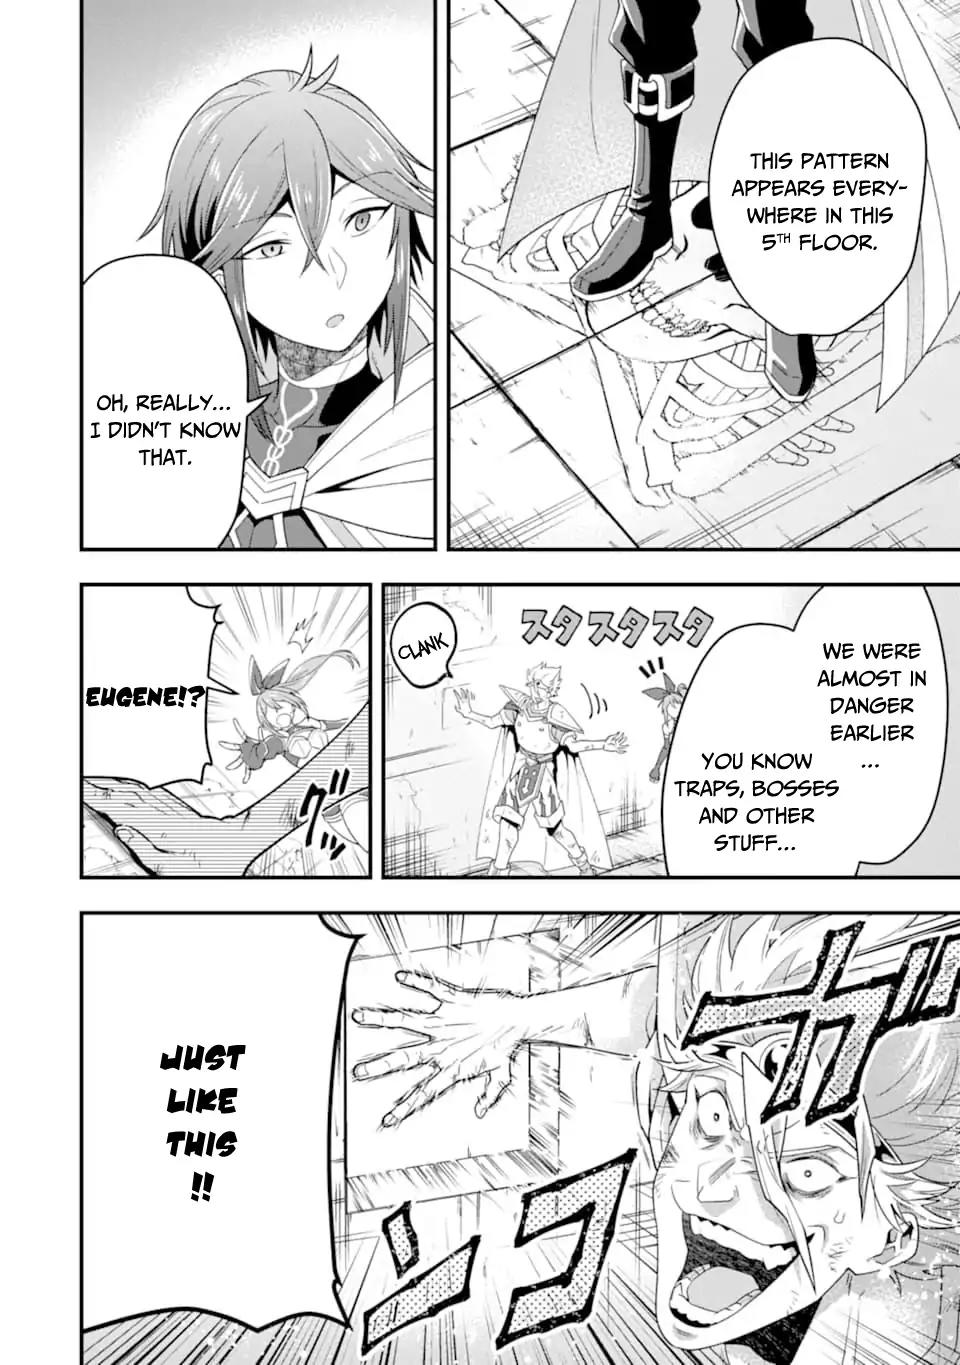 THIS PATTERN
APPEARS EVERY-
WHERE IN THIS
5TH FLOOR.
OH, REALLY...
I DIDN'T KNOW
THAT.
WE WERE
ALMOST IN
DANGER
EARLIER
...
YOU KNOW
TRAPS, BOSSES
AND OTHER
STUFF...
スタスタスタ
CLANK
EUGENE!?
グッ
ガ
コン
JUST
LIKE
THIS
!!